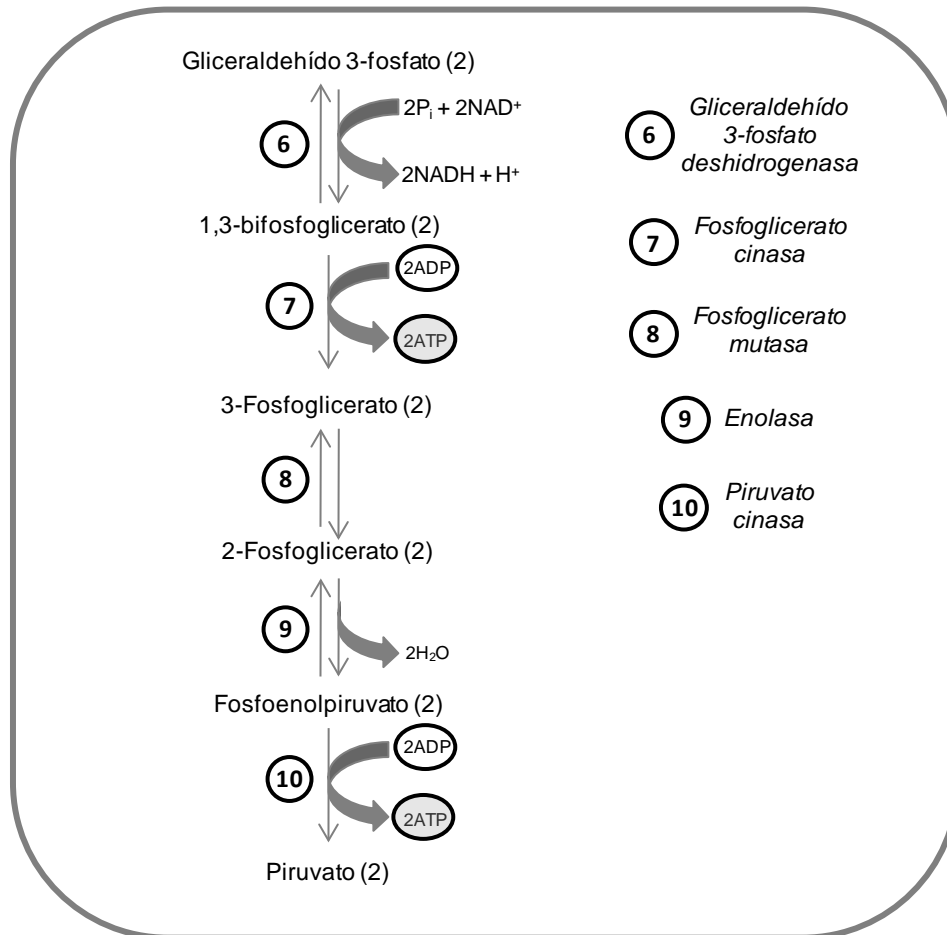 Gliceraldehído 3-fosfato (2)
2Pi + 2NAD+
6
2NADH + H+
1,3-bifosfoglicerato (2)
2ADP
7
2ATP
3-Fosfoglicerato (2)
8
2-Fosfoglicerato (2)
9
2H2O
Fosfoenolpiruvato (2)
2ADP
10
2ATP
Piruvato (2)
6
Gliceraldehído
3-fosfato
deshidrogenasa
7
Fosfoglicerato
cinasa
8
Fosfoglicerato
mutasa
9
Enolasa
10
Piruvato
cinasa